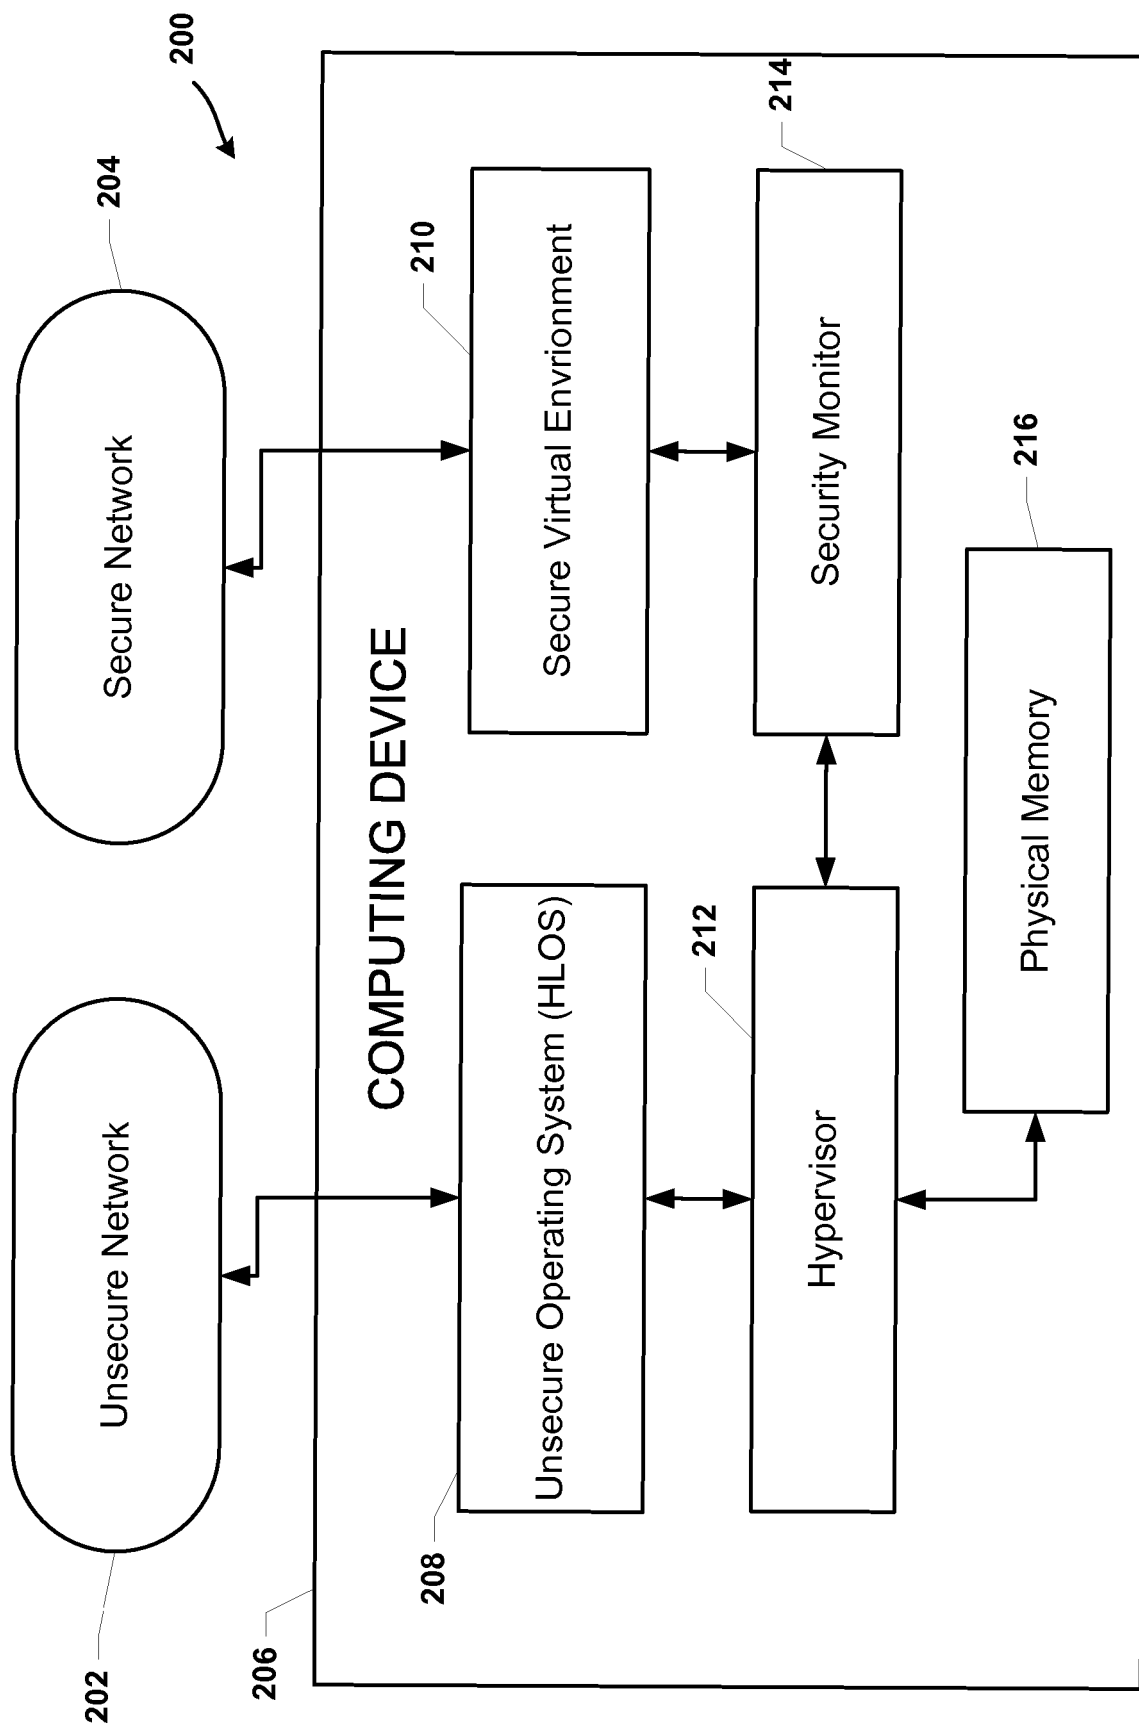 200
202
Unsecure Network
Secure Network
204
206
COMPUTING DEVICE
208
Unsecure Operating System (HLOS)
210
Secure Virtual Envrionment
212
Hypervisor
214
Security Monitor
Physical Memory
216